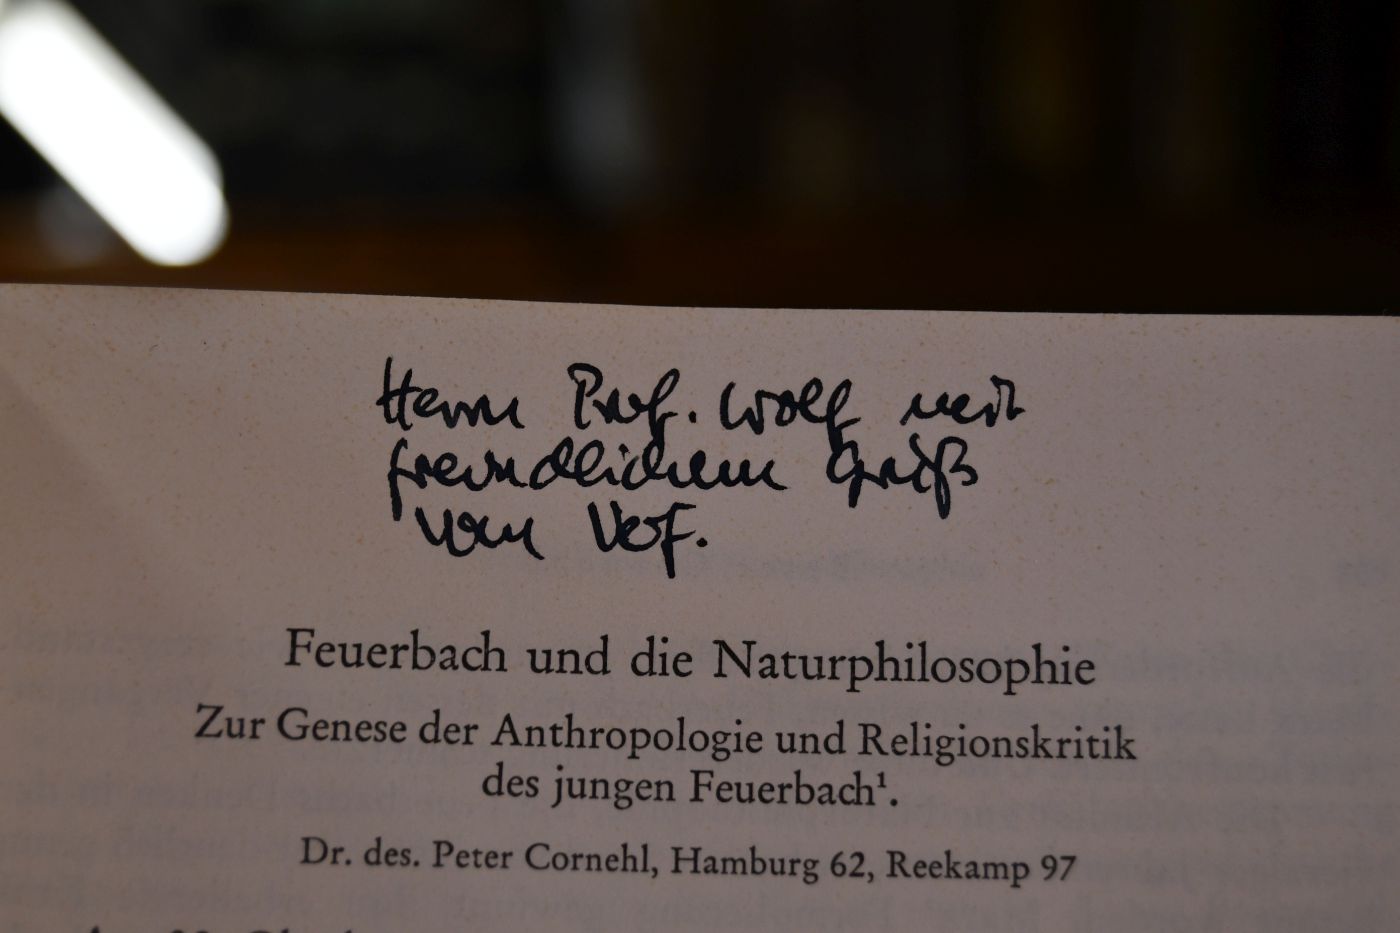 Herrn Prof. Wolf mit
freundlichem Gruß
vom Verf.
Feuerbach und die Naturphilosophie
Zur Genese der Anthropologie und Religionskritik
des jungen Feuerbach¹.
Dr. des. Peter Cornehl, Hamburg 62, Reekamp 97